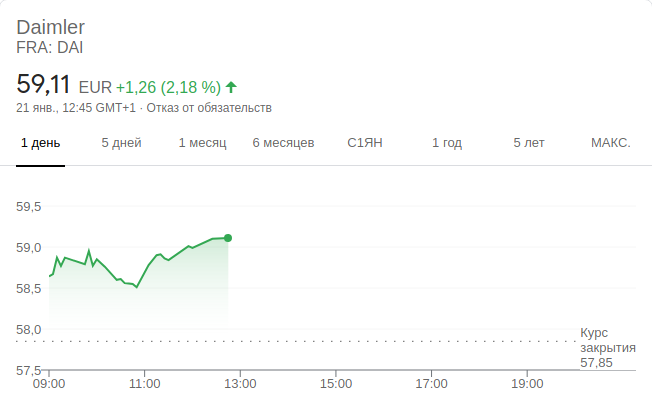 Daimler
FRA: DAI
59,11 EUR +1,26 (2,18 %)
21 янв., 12:45 GMT+1 · Отказ от обязательств
1 день 5 дней 1 месяц 6 месяцев С1ЯН 1 год 5 лет МАКС.
59,5
59,0
58,5
58,0
Курс
закрытия
57,85
57,5
09:00 11:00 13:00 15:00 17:00 19:00